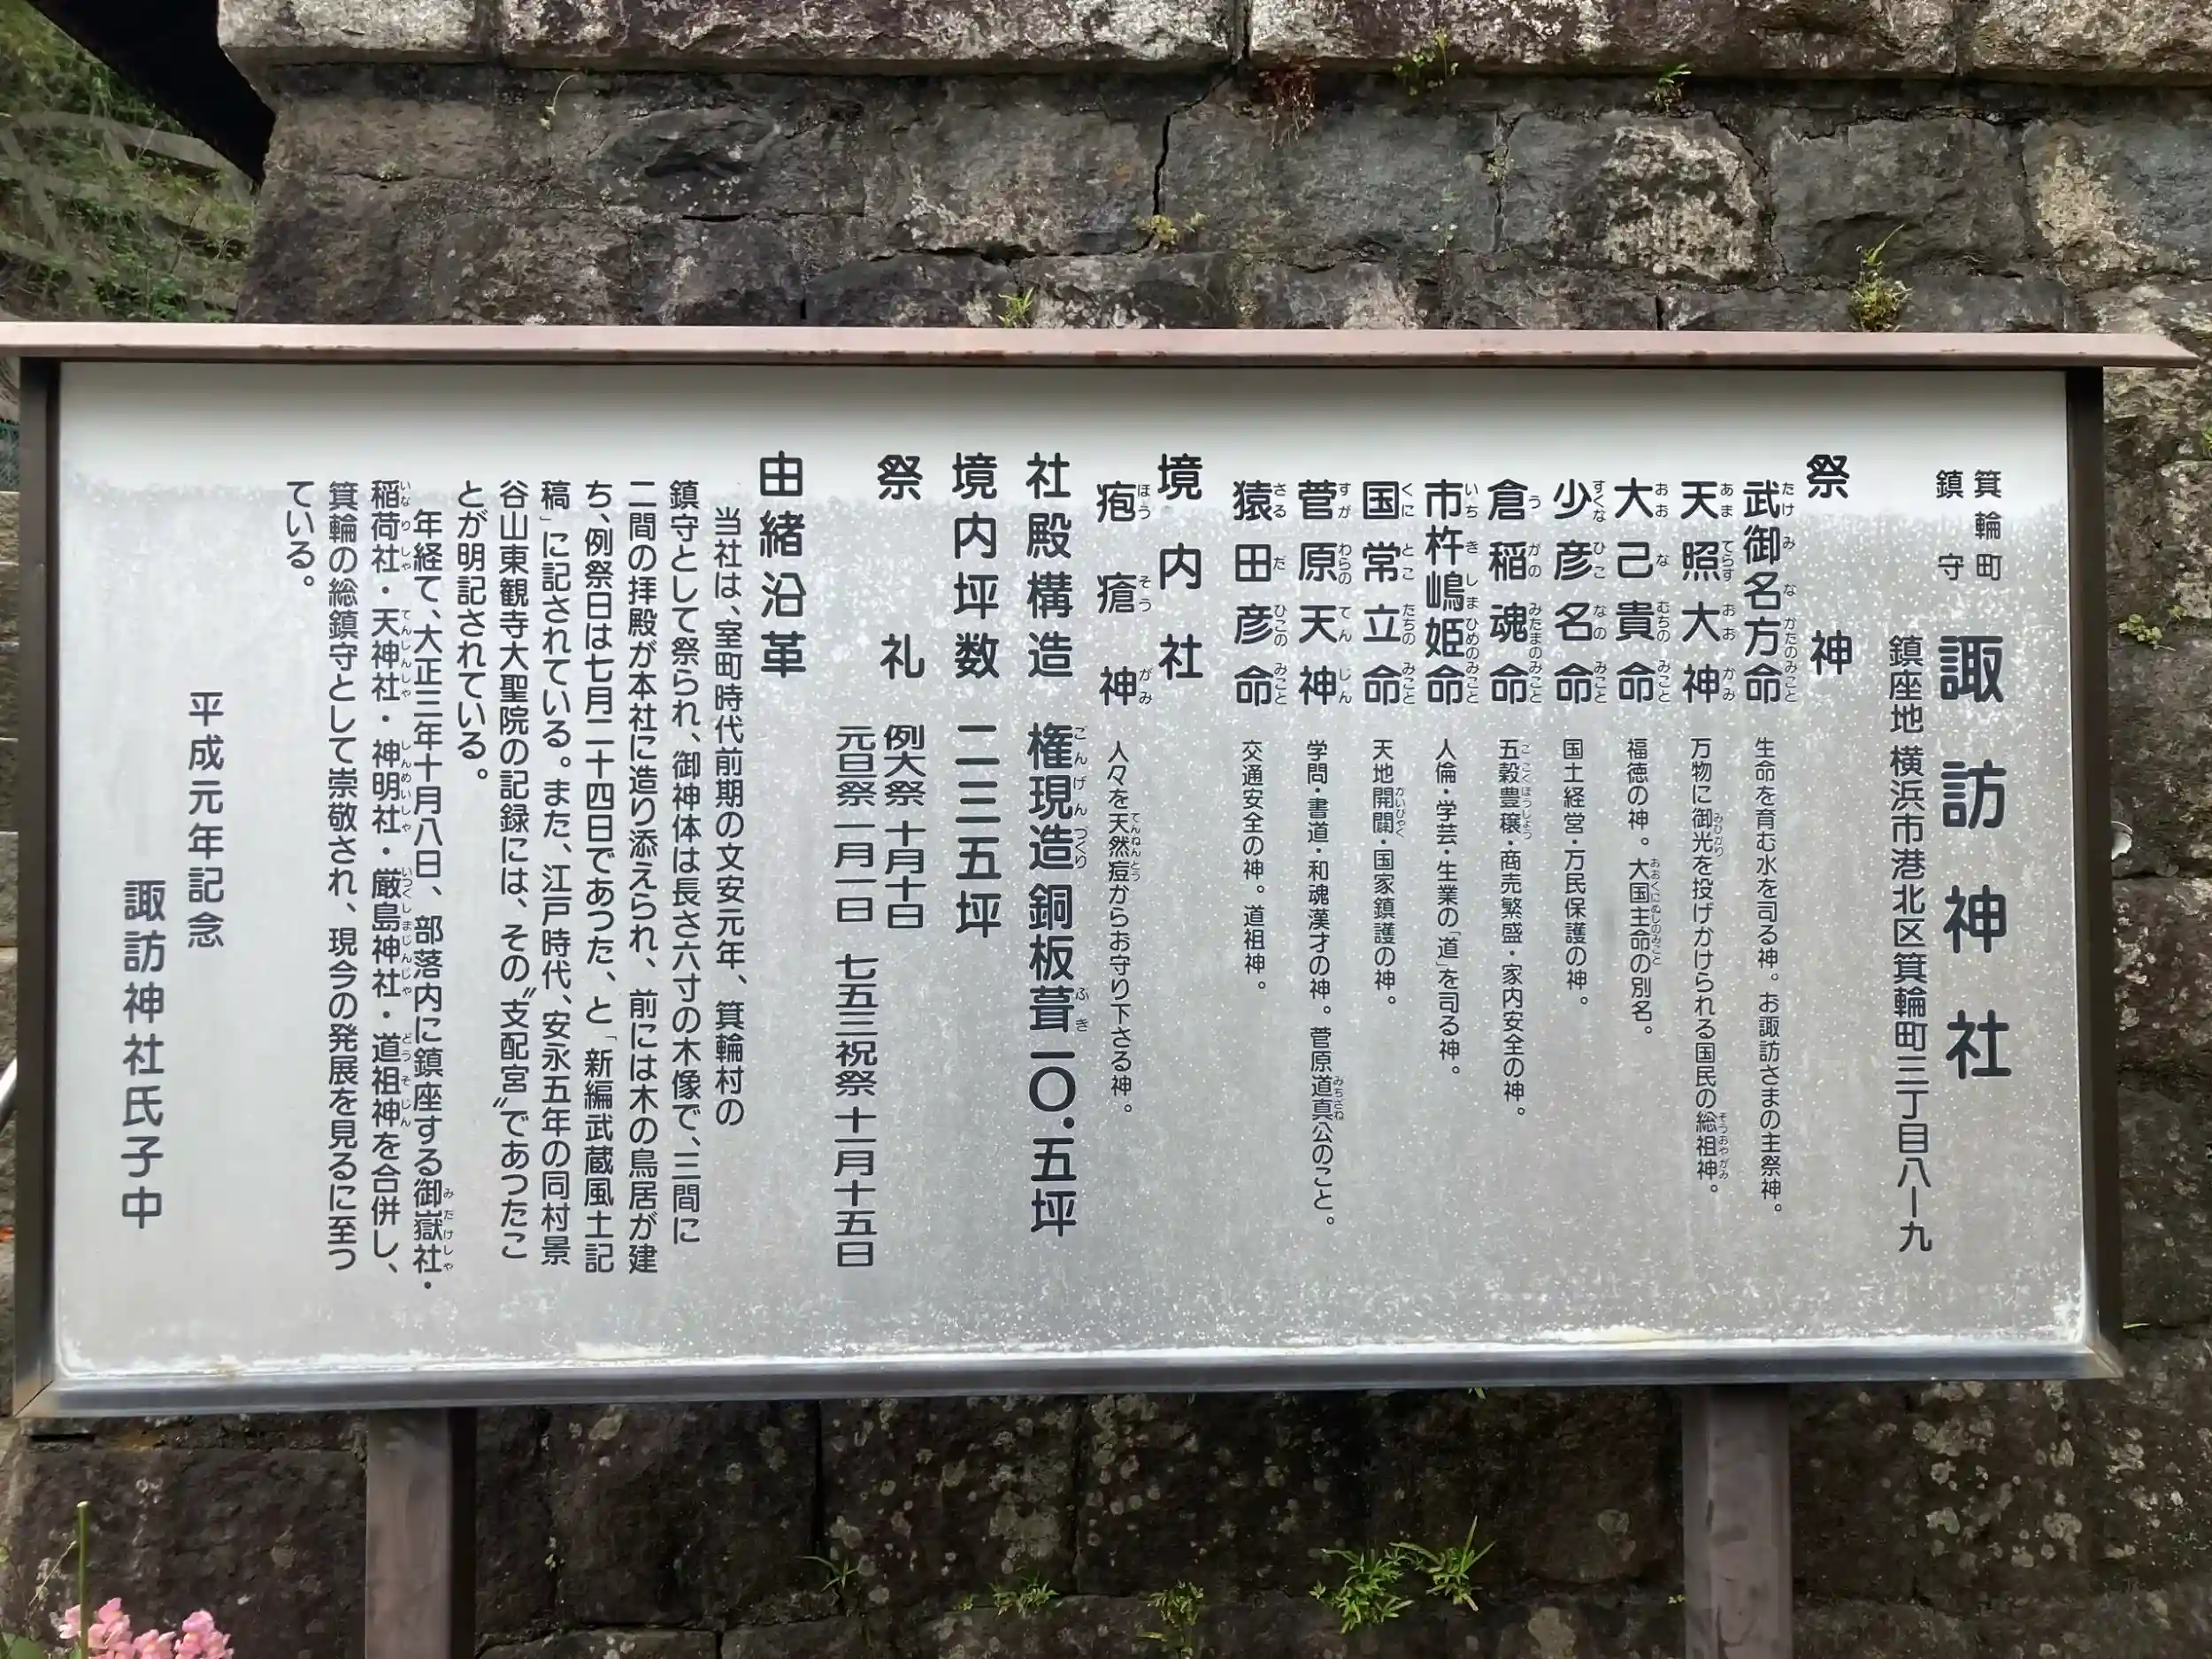 箕輪町
鎮守
諏訪神社
鎮座地 横浜市港北区箕輪町三丁目八ー九
祭神
武御名方命 生命を育む水を司る神。お諏訪さまの主祭神。
天照大神 万物に御光を投げかけられる国民の総祖神。
大己貴命 福徳の神。大国主命の別名。
少彦名命 国土経営・万民保護の神。
倉稲魂命 五穀豊穣・商売繁盛・家内安全の神。
市杵嶋姫命 人倫・学芸・生業の「道」を司る神。
国常立命 天地開闢・国家鎮護の神。
菅原天神 学問・書道・和魂漢才の神。菅原道真公のこと。
猿田彦命 交通安全の神。道祖神。
境内社
疱瘡神 人々を天然痘からお守り下さる神。
社殿構造 権現造銅板葺一〇・五坪
境内坪数 二三五坪
祭礼 例大祭 十月十日
元旦祭 一月一日 七五三祝祭 十一月十五日
由緒沿革
当社は、室町時代前期の文安元年、箕輪村の
鎮守として祭られ、御神体は長さ六寸の木像で、三間に
二間の拝殿が本社に造り添えられ、前には木の鳥居が建
ち、例祭日は七月二十四日であつた、と「新編武蔵風土記
稿」に記されている。また、江戸時代、安永五年の同村景
谷山東観寺大聖院の記録には、その〝支配宮〟であつたこ
とが明記されている。
年経て、大正三年十月八日、部落内に鎮座する御嶽社・
稲荷社・天神社・神明社・厳島神社・道祖神を合併し、
箕輪の総鎮守として崇敬され、現今の発展を見るに至つ
ている。
平成元年記念
諏訪神社氏子中